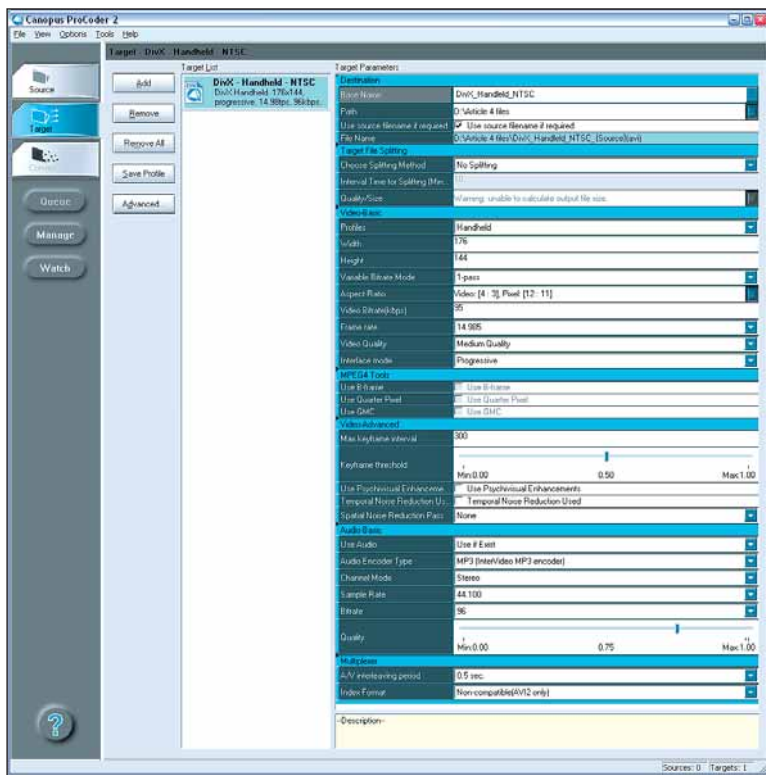 Canopus ProCoder 2
File View Options Tools Help
Target - DivX - Handheld - NTSC
Source
Target
Convert
Queue
Manage
Watch
Add
Remove
Remove All
Save Profile
Advanced...
Target List
DivX - Handheld - NTSC
DivX Handheld, 176x144,
progressive, 14.98fps, 96kbps.
Target Parameters
Destination
Base Name DivX_Handheld_NTSC
Path D:\Article 4 files
Use source filename if required Use source filename if required
File Name D:\Article 4 files\DivX_Handheld_NTSC_(Source)(avi)
Target File Splitting
Choose Splitting Method No Splitting
Interval Time for Splitting (Min... 10
Quality/Size Warning: unable to calculate output file size.
Video-Basic
Profiles Handheld
Width 176
Height 144
Variable Bitrate Mode 1-pass
Aspect Ratio Video: [4 : 3], Pixel: [12 : 11]
Video Bitrate(kbps) 95
Frame rate 14.985
Video Quality Medium Quality
Interlace mode Progressive
MPEG4 Tools
Use B-frame Use B-frame
Use Quarter Pixel Use Quarter Pixel
Use GMC Use GMC
Video-Advanced
Max keyframe interval 300
Keyframe threshold
Min:0.00 0.50 Max:1.00
Use Psychivisual Enhanceme... Use Psychivisual Enhancements
Temporal Noise Reduction Us... Temporal Noise Reduction Used
Spatial Noise Reduction Pass None
Audio-Basic
Use Audio Use if Exist
Audio Encoder Type MP3 (InterVideo MP3 encoder)
Channel Mode Stereo
Sample Rate 44.100
Bitrate 96
Quality
Min:0.00 0.75 Max:1.00
Multiplexer
A/V interleaving period 0.5 sec.
Index Format Non-compatible(AVI2 only)
--Description--
Sources: 0 Targets: 1